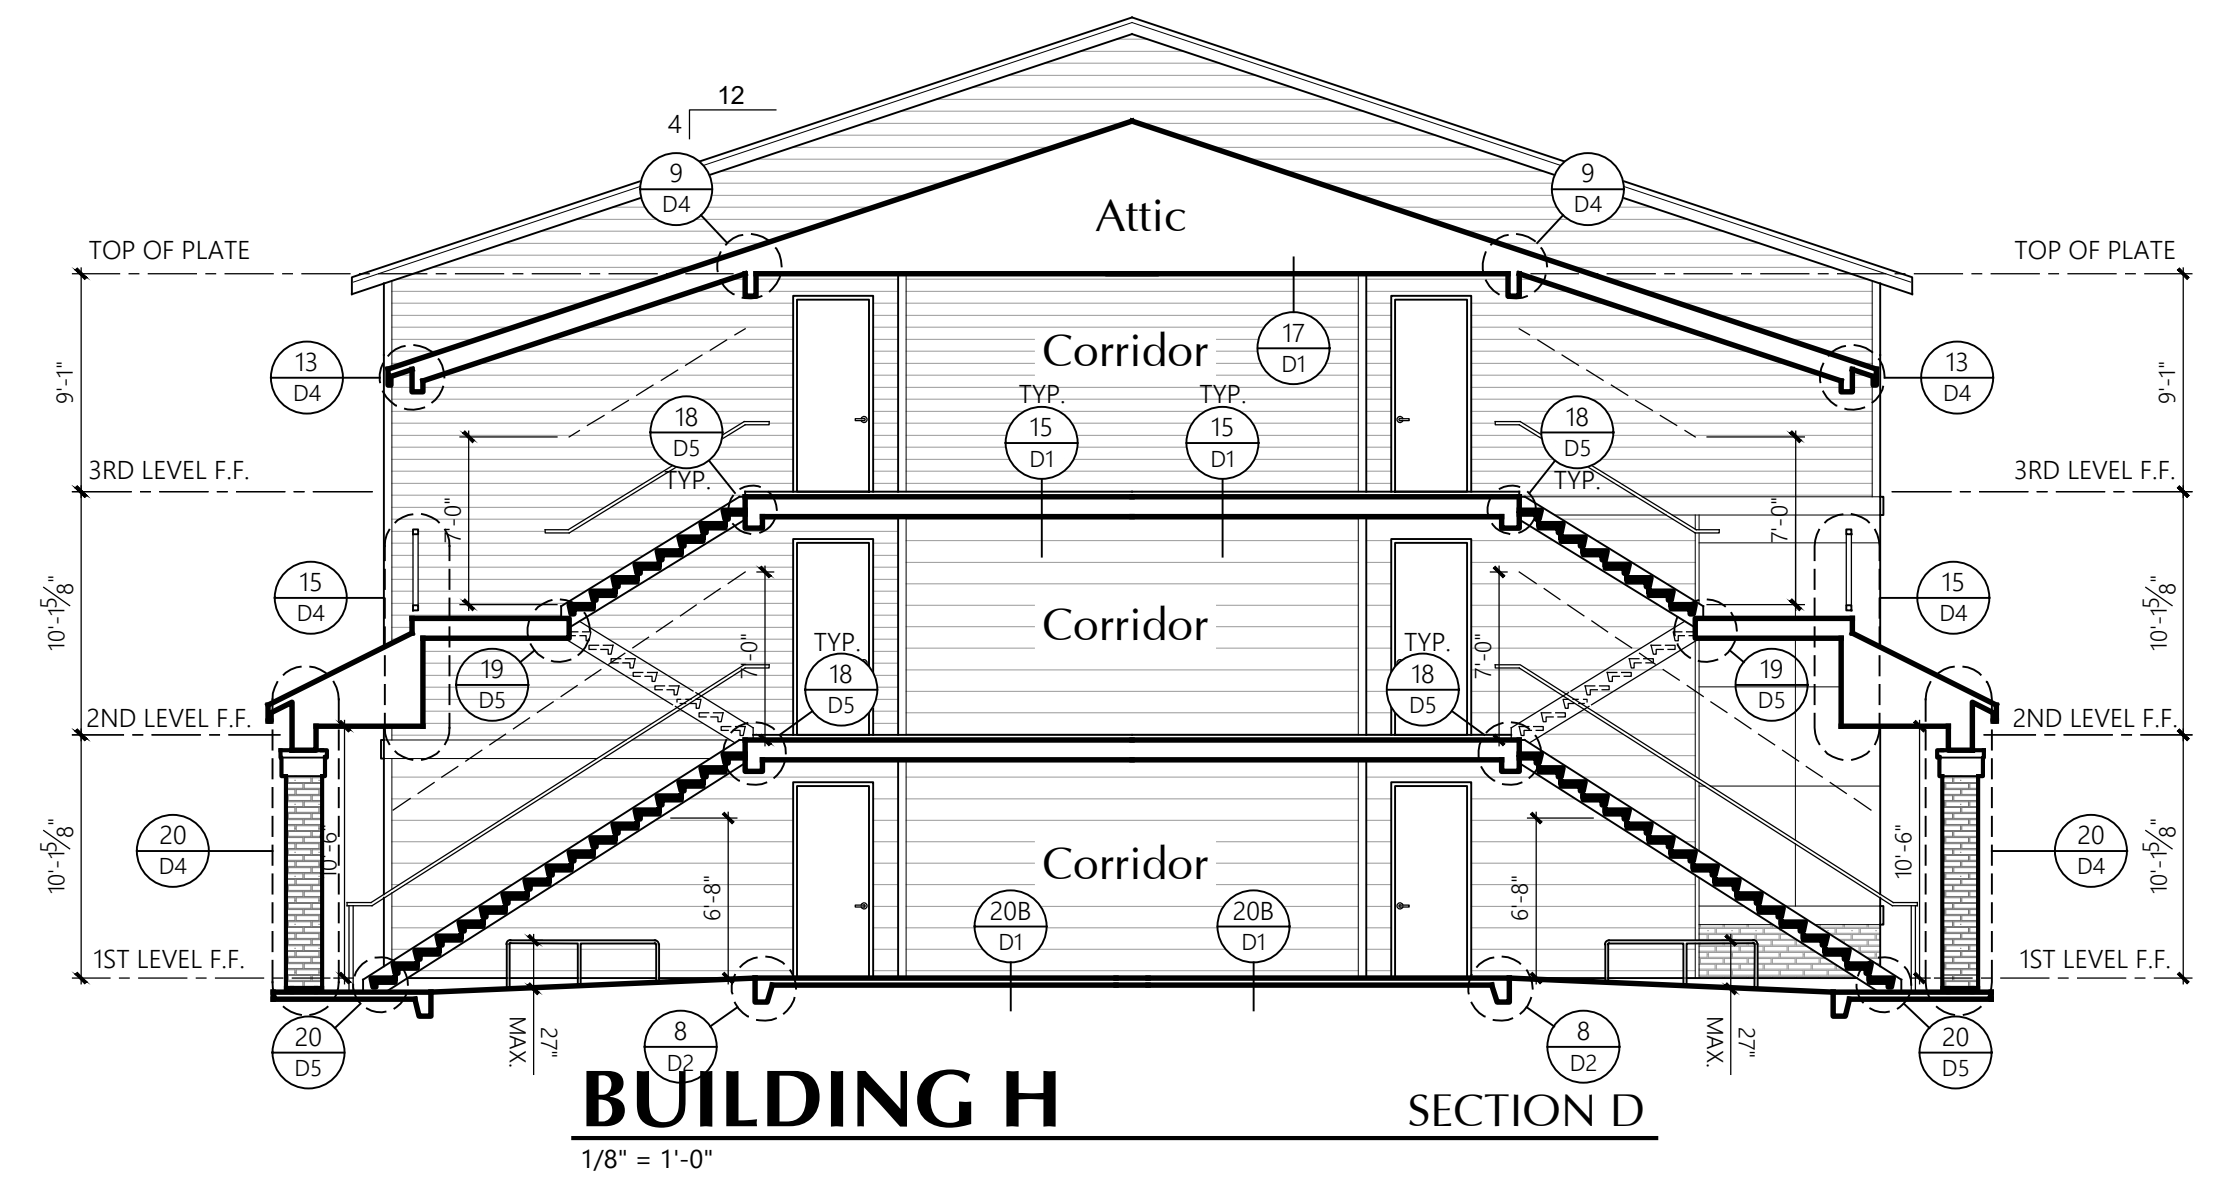 12
4
9
D4
9
D4
Attic
TOP OF PLATE
TOP OF PLATE
Corridor
17
D1
13
D4
13
D4
9'-1"
9'-1"
TYP.
TYP.
18
D5
TYP.
15
D1
15
D1
18
D5
TYP.
3RD LEVEL F.F.
3RD LEVEL F.F.
7'-0"
7'-0"
15
D4
15
D4
10'-1 5/8"
10'-1 5/8"
Corridor
TYP.
TYP.
7'-0"
7'-0"
19
D5
18
D5
18
D5
19
D5
2ND LEVEL F.F.
2ND LEVEL F.F.
20
D4
10'-6"
10'-6"
20
D4
10'-1 5/8"
10'-1 5/8"
Corridor
6'-8"
6'-8"
20B
D1
20B
D1
1ST LEVEL F.F.
1ST LEVEL F.F.
20
D5
27"
MAX.
8
D2
8
D2
27"
MAX.
20
D5
BUILDING H
SECTION D
1/8" = 1'-0"